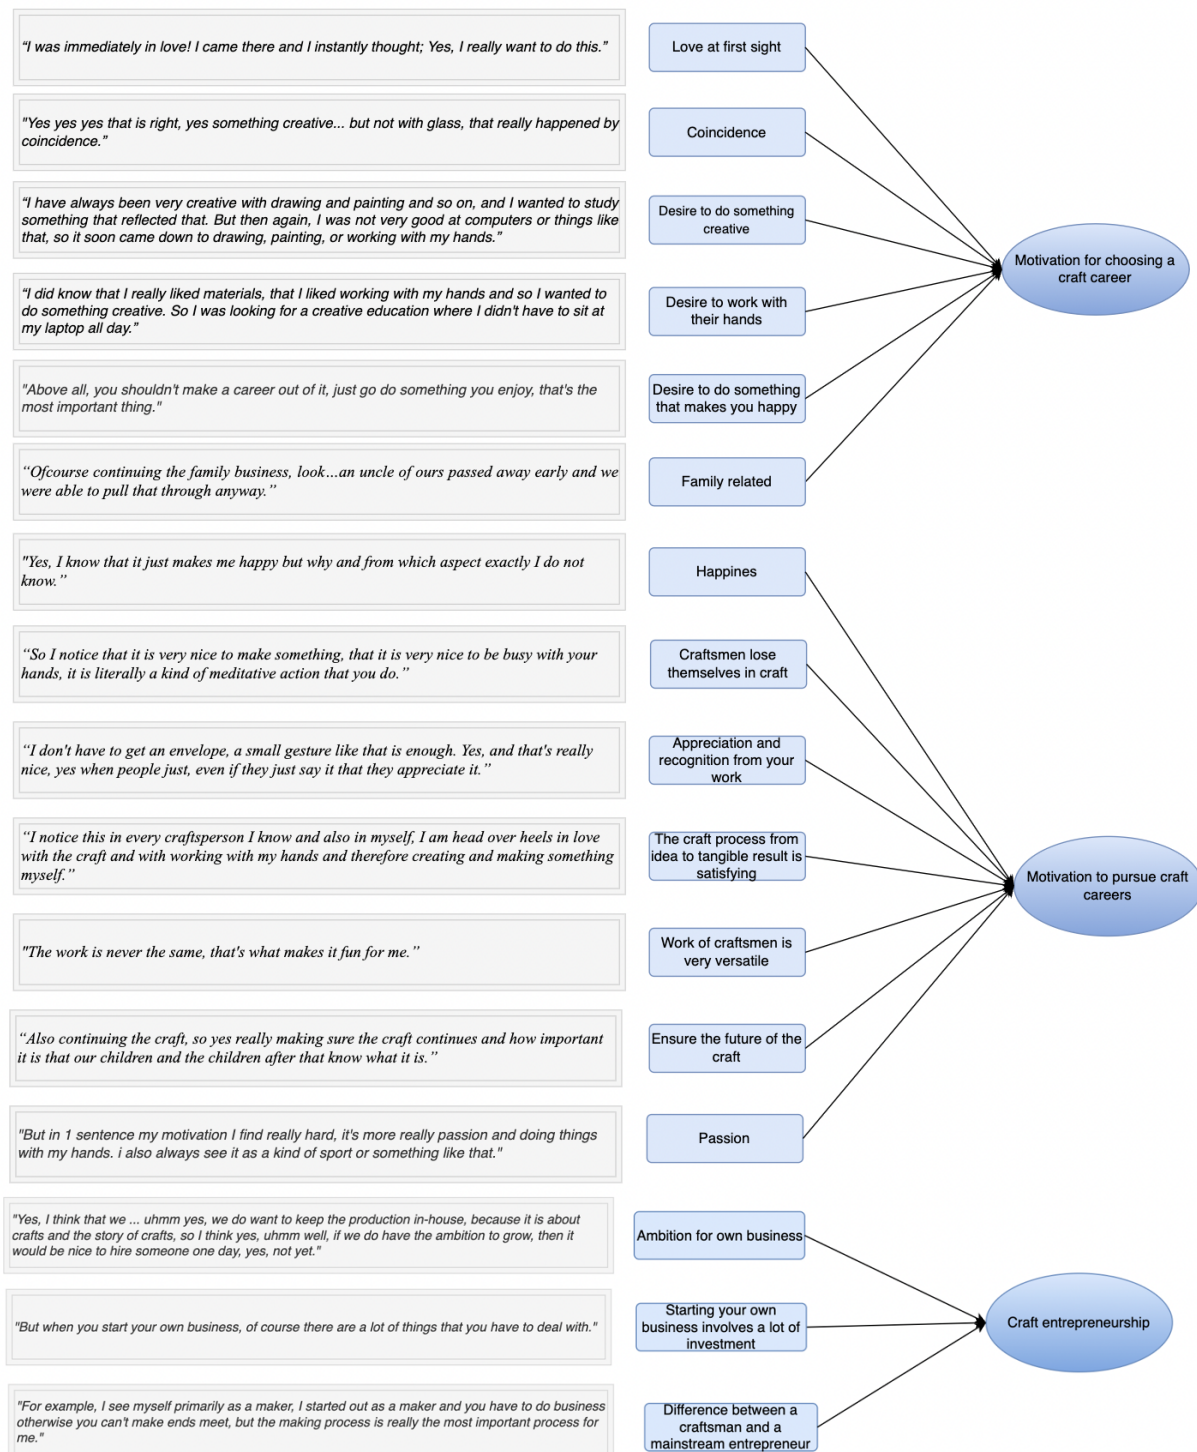 “I was immediately in love! I came there and I instantly thought; Yes, I really want to do this.”
Love at first sight
"Yes yes yes that is right, yes something creative... but not with glass, that really happened by
coincidence.”
Coincidence
“I have always been very creative with drawing and painting and so on, and I wanted to study
something that reflected that. But then again, I was not very good at computers or things like
that, so it soon came down to drawing, painting, or working with my hands.”
Desire to do something
creative
Motivation for choosing a
craft career
“I did know that I really liked materials, that I liked working with my hands and so I wanted to
do something creative. So I was looking for a creative education where I didn't have to sit at
my laptop all day.”
Desire to work with
their hands
"Above all, you shouldn't make a career out of it, just go do something you enjoy, that's the
most important thing."
Desire to do something
that makes you happy
“Ofcourse continuing the family business, look…an uncle of ours passed away early and we
were able to pull that through anyway.”
Family related
"Yes, I know that it just makes me happy but why and from which aspect exactly I do not
know.”
Happines
“So I notice that it is very nice to make something, that it is very nice to be busy with your
hands, it is literally a kind of meditative action that you do.”
Craftsmen lose
themselves in craft
“I don't have to get an envelope, a small gesture like that is enough. Yes, and that's really
nice, yes when people just, even if they just say it that they appreciate it.”
Appreciation and
recognition from your
work
“I notice this in every craftsperson I know and also in myself, I am head over heels in love
with the craft and with working with my hands and therefore creating and making something
myself.”
The craft process from
idea to tangible result is
satisfying
Motivation to pursue craft
careers
"The work is never the same, that's what makes it fun for me.”
Work of craftsmen is
very versatile
“Also continuing the craft, so yes really making sure the craft continues and how important
it is that our children and the children after that know what it is.”
Ensure the future of the
craft
"But in 1 sentence my motivation I find really hard, it's more really passion and doing things
with my hands. i also always see it as a kind of sport or something like that."
Passion
"Yes, I think that we ... uhmm yes, we do want to keep the production in-house, because it is about
crafts and the story of crafts, so I think yes, uhmm well, if we do have the ambition to grow, then it
would be nice to hire someone one day, yes, not yet."
Ambition for own business
"But when you start your own business, of course there are a lot of things that you have to deal with."
Starting your own
business involves a lot of
investment
Craft entrepreneurship
"For example, I see myself primarily as a maker, I started out as a maker and you have to do business
otherwise you can't make ends meet, but the making process is really the most important process for
me."
Difference between a
craftsman and a
mainstream entrepreneur